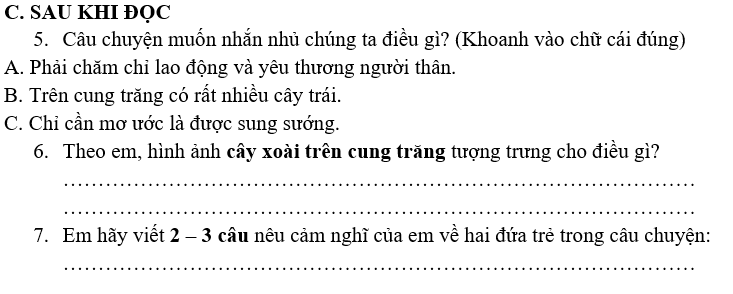 C. SAU KHI ĐỌC
5. Câu chuyện muốn nhắn nhủ chúng ta điều gì? (Khoanh vào chữ cái đúng)
A. Phải chăm chỉ lao động và yêu thương người thân.
B. Trên cung trăng có rất nhiều cây trái.
C. Chỉ cần mơ ước là được sung sướng.
6. Theo em, hình ảnh cây xoài trên cung trăng tượng trưng cho điều gì?
7. Em hãy viết 2 – 3 câu nêu cảm nghĩ của em về hai đứa trẻ trong câu chuyện: